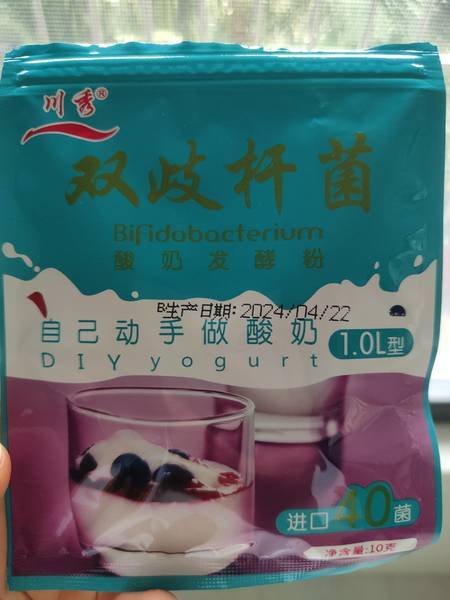 川秀®
双歧杆菌
Bifidobacterium
酸奶发酵粉
B生产日期: 2024/04/22
自己动手做酸奶
1.0L型
DIY yogurt
进口40菌
净含量:10克